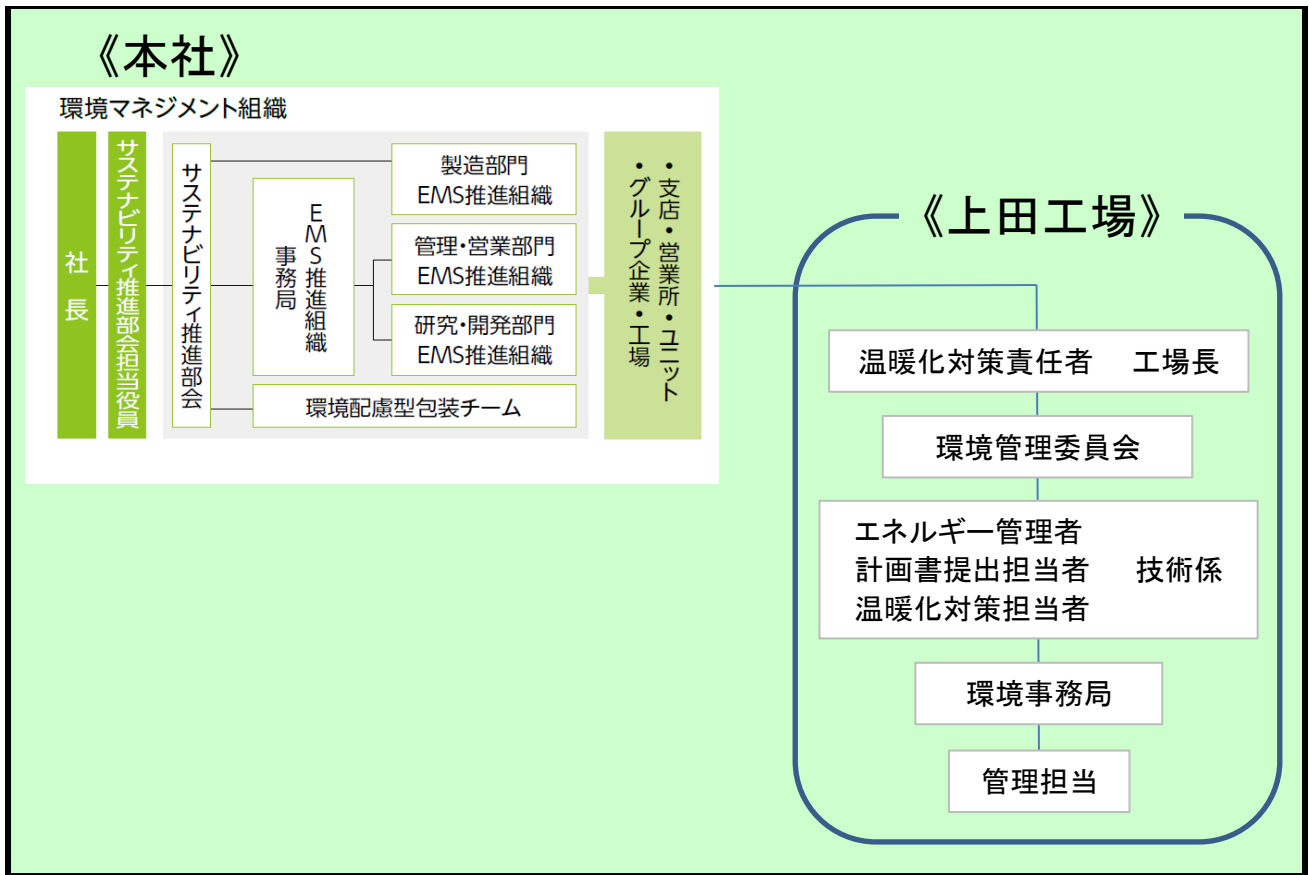 《本社》
環境マネジメント組織
社長
サステナビリティ推進部会担当役員
サステナビリティ推進部会
EMS推進組織
事務局
製造部門
EMS推進組織
管理・営業部門
EMS推進組織
研究・開発部門
EMS推進組織
環境配慮型包装チーム
・支店・営業所・ユニット
・グループ企業・工場
《上田工場》
温暖化対策責任者 工場長
環境管理委員会
エネルギー管理者
計画書提出担当者 技術係
温暖化対策担当者
環境事務局
管理担当